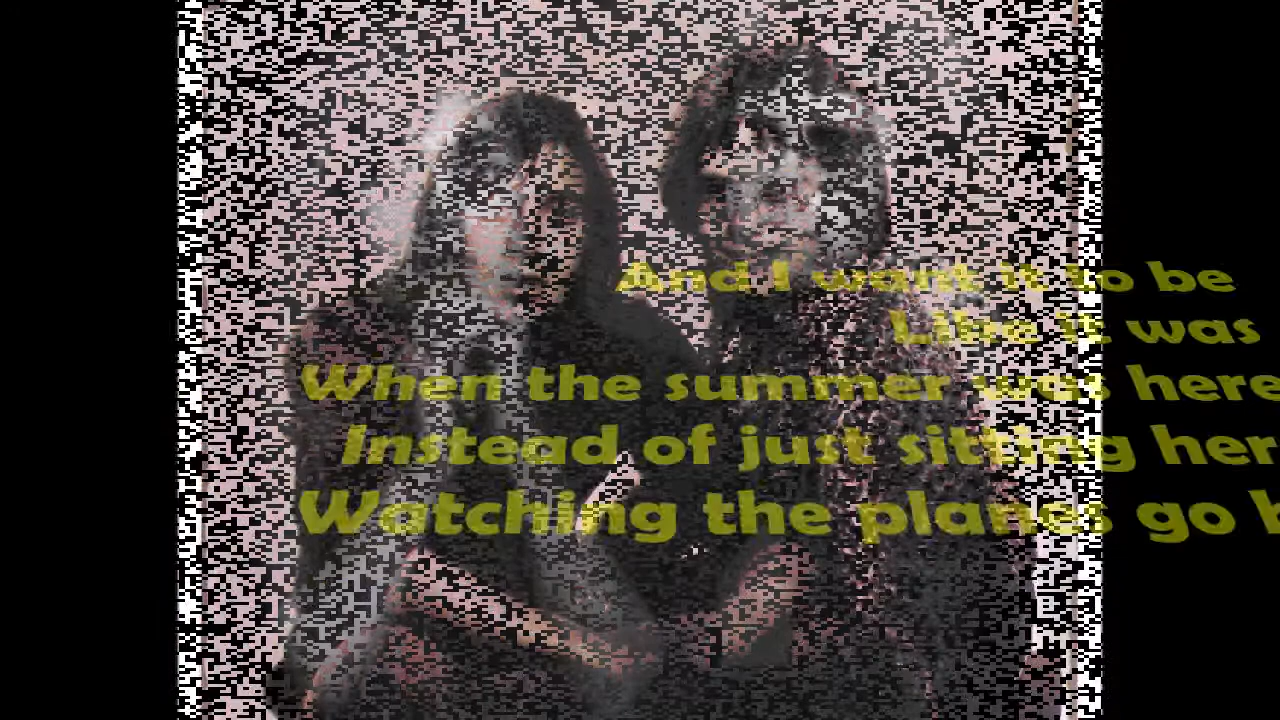 And I want it to be
Like it was
When the summer was here
Instead of just sitting her
Watching the planes go